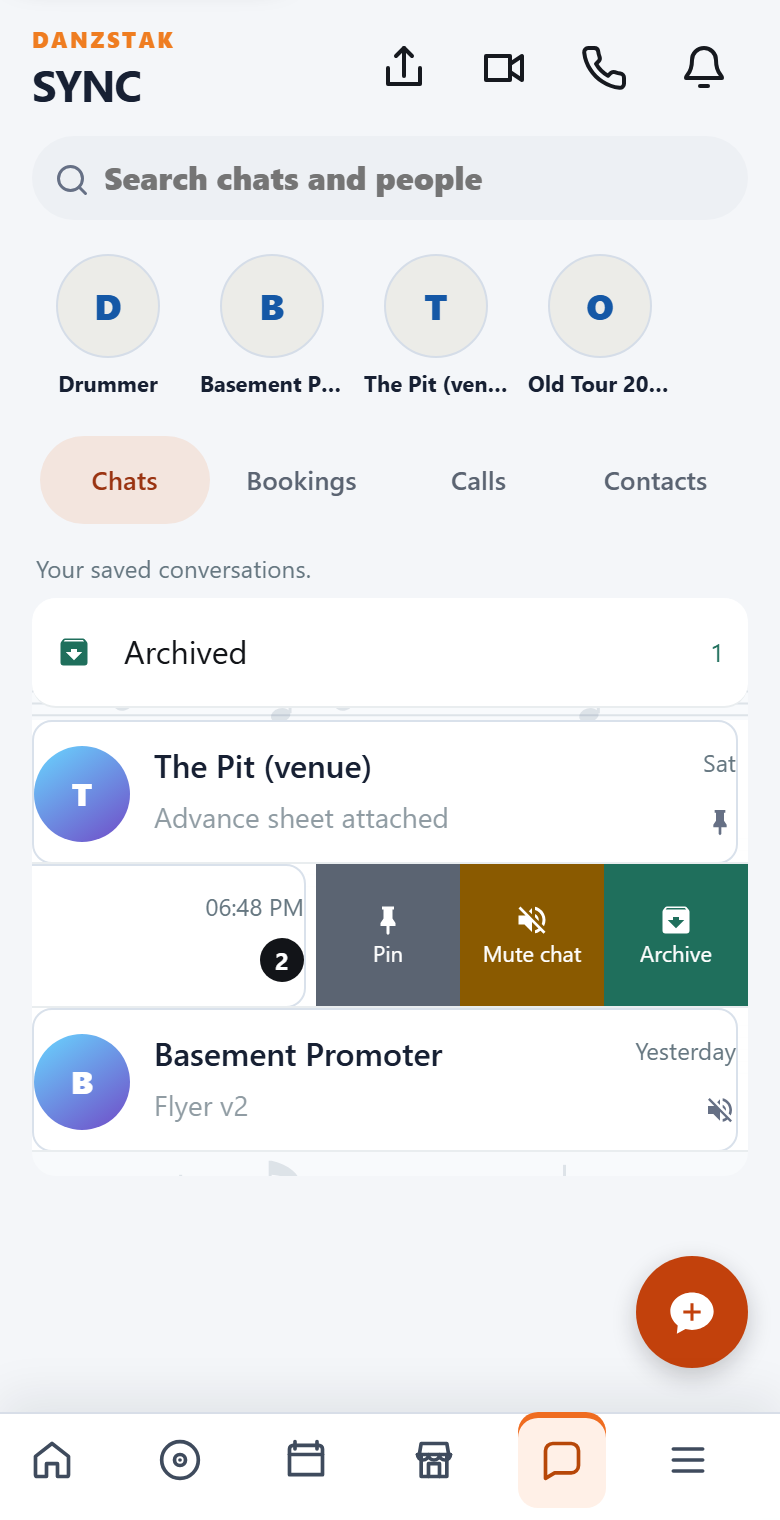 DANZSTAK
SYNC
Search chats and people
D B T O
Drummer Basement P... The Pit (ven... Old Tour 20...
Chats Bookings Calls Contacts
Your saved conversations.
Archived 1
The Pit (venue) Sat
T
Advance sheet attached
06:48 PM
2
Pin Mute chat Archive
Basement Promoter Yesterday
B
Flyer v2